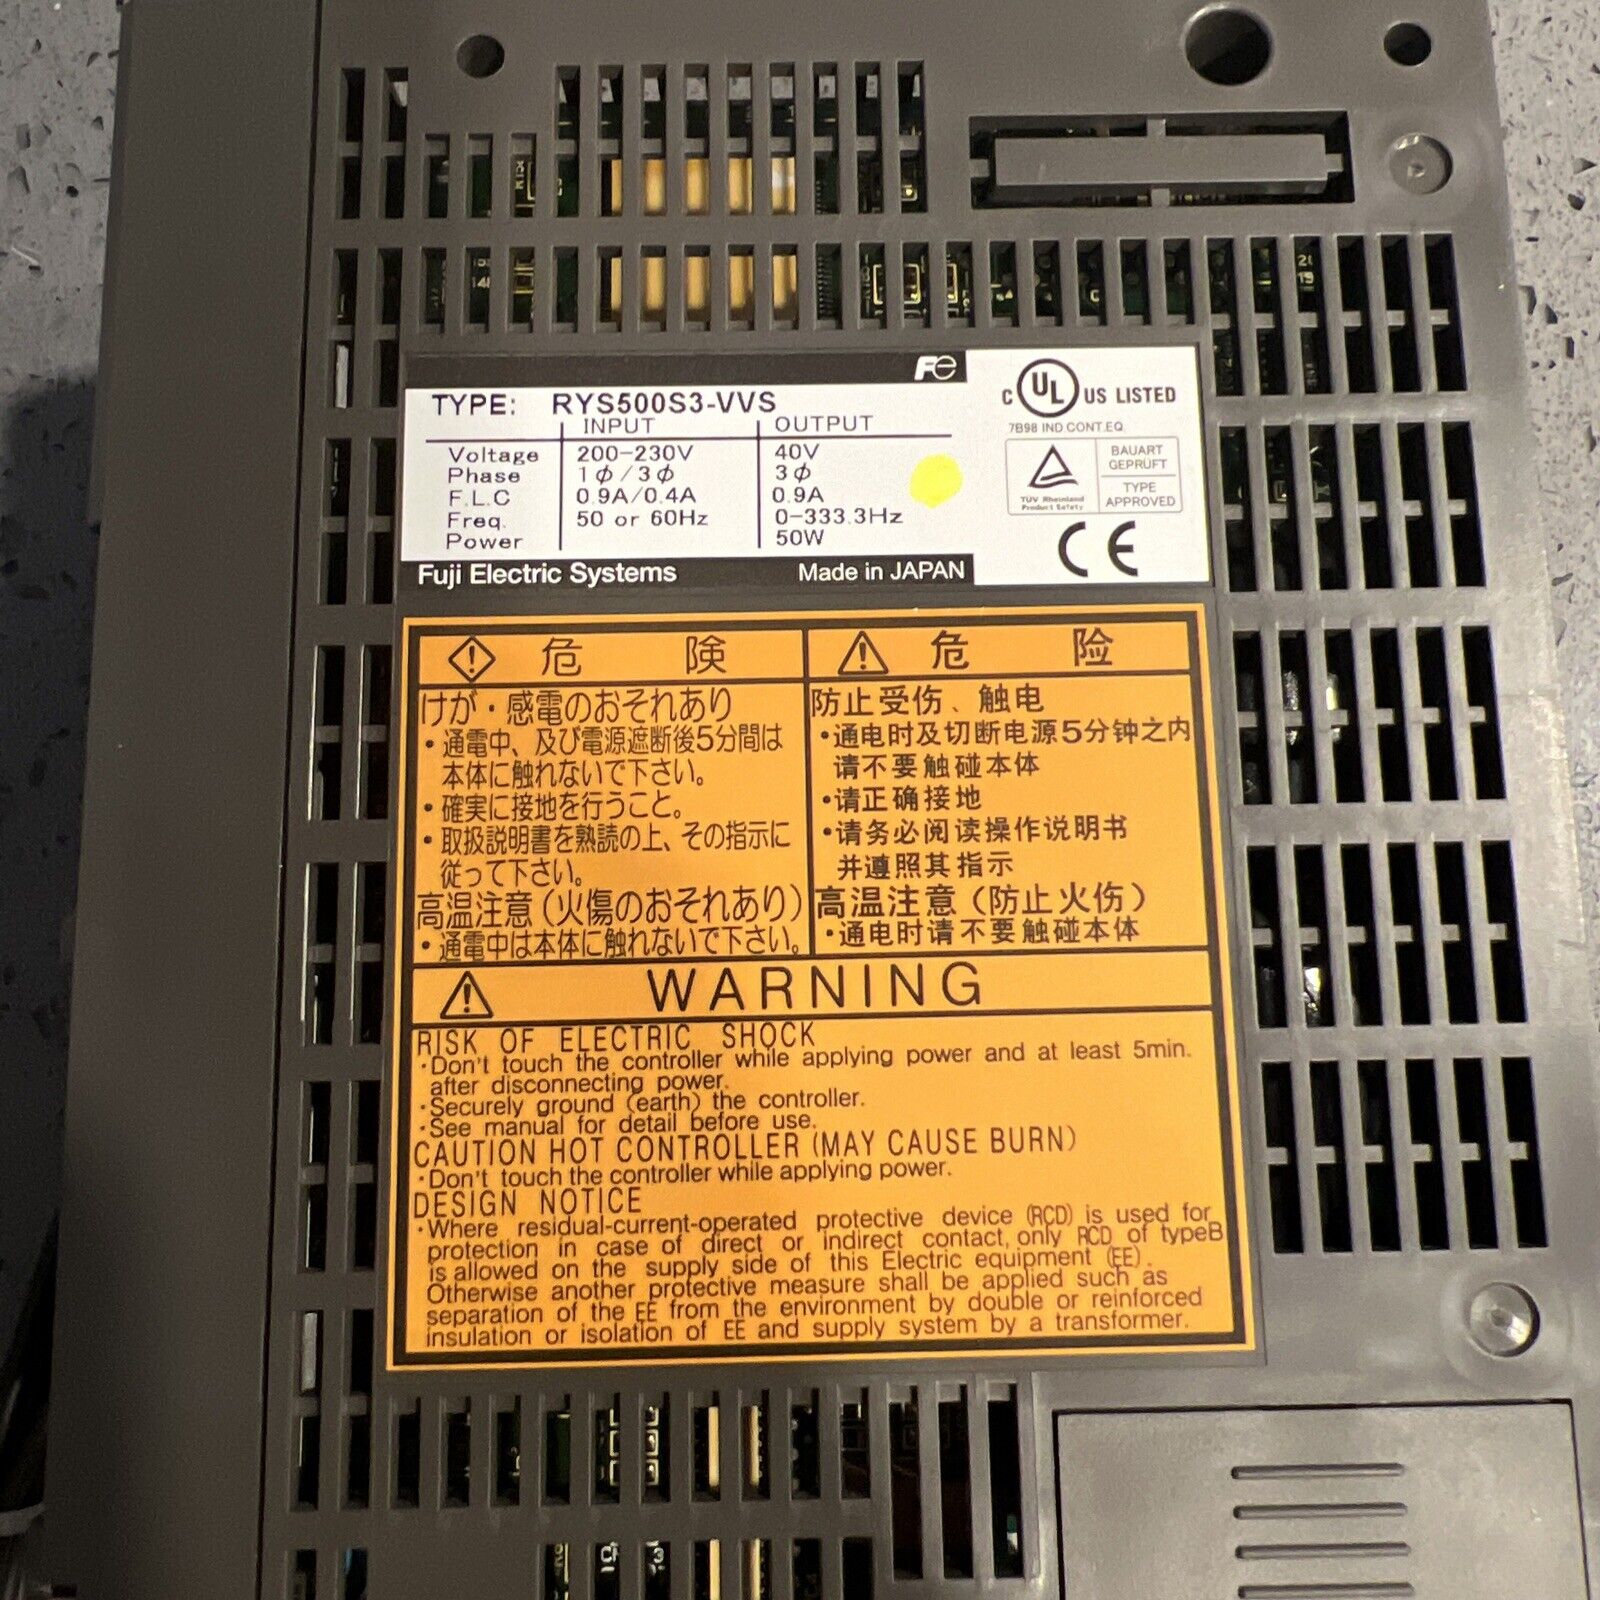 Fe
TYPE: RYS500S3-VVS
INPUT OUTPUT
Voltage 200-230V 40V
Phase 1φ/3φ 3φ
F.L.C 0.9A/0.4A 0.9A
Freq. 50 or 60Hz 0-333.3Hz
Power 50W
Fuji Electric Systems Made in JAPAN
C UL US LISTED
7B98 IND.CONT.EQ.
TÜV Rheinland
Product Safety
BAUART
GEPRÜFT
TYPE
APPROVED
CE
危険
けが・感電のおそれあり
・通電中、及び電源遮断後5分間は
本体に触れないで下さい。
・確実に接地を行うこと。
・取扱説明書を熟読の上、その指示に
従って下さい。
高温注意(火傷のおそれあり)
・通電中は本体に触れないで下さい。
危险
防止受伤、触电
•通电时及切断电源5分钟之内
请不要触碰本体
•请正确接地
•请务必阅读操作说明书
并遵照其指示
高温注意(防止火伤)
•通电时请不要触碰本体
WARNING
RISK OF ELECTRIC SHOCK
·Don't touch the controller while applying power and at least 5min.
after disconnecting power.
·Securely ground (earth) the controller.
·See manual for detail before use.
CAUTION HOT CONTROLLER (MAY CAUSE BURN)
·Don't touch the controller while applying power.
DESIGN NOTICE
·Where residual-current-operated protective device (RCD) is used for
protection in case of direct or indirect contact, only RCD of typeB
is allowed on the supply side of this Electric equipment (EE).
Otherwise another protective measure shall be applied such as
separation of the EE from the environment by double or reinforced
insulation or isolation of EE and supply system by a transformer.